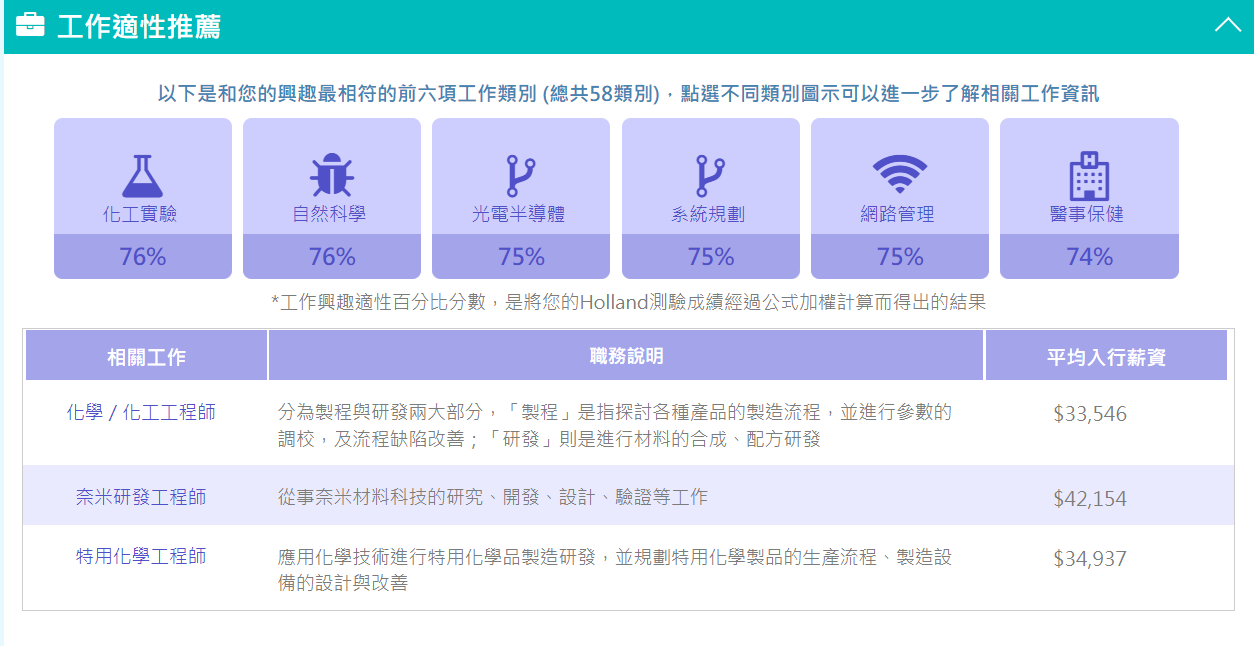 工作適性推薦
以下是和您的興趣最相符的前六項工作類別 (總共58類別)，點選不同類別圖示可以進一步了解相關工作資訊
化工實驗 自然科學 光電半導體 系統規劃 網路管理 醫事保健
76% 76% 75% 75% 75% 74%
*工作興趣適性百分比分數，是將您的Holland測驗成績經過公式加權計算而得出的結果
相關工作 職務說明 平均入行薪資
化學 / 化工工程師 分為製程與研發兩大部分，「製程」是指探討各種產品的製造流程，並進行參數的 $33,546
調校，及流程缺陷改善；「研發」則是進行材料的合成、配方研發
奈米研發工程師 從事奈米材料科技的研究、開發、設計、驗證等工作 $42,154
特用化學工程師 應用化學技術進行特用化學品製造研發，並規劃特用化學製品的生產流程、製造設 $34,937
備的設計與改善